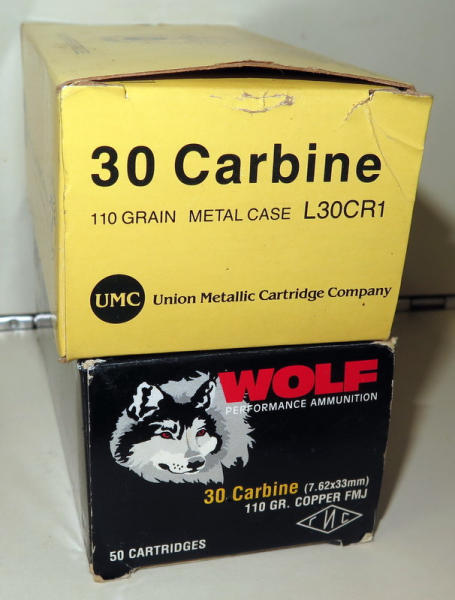 30 Carbine
110 GRAIN METAL CASE L30CR1
UMC Union Metallic Cartridge Company
WOLF
PERFORMANCE AMMUNITION
30 Carbine (7.62x33mm)
110 GR. COPPER FMJ
50 CARTRIDGES